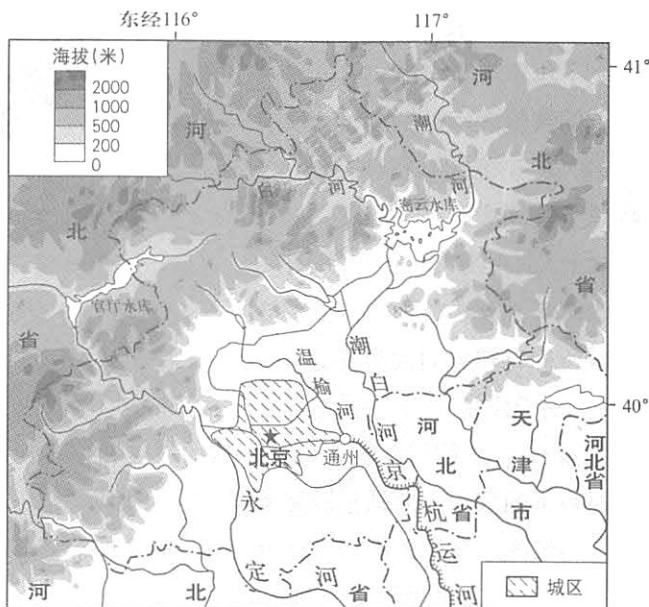 东经116°
117°
海拔(米)
2000
1000
500
200
0
41°
河
潮
河
北
白河
河
密云水库
北
官厅水库
省
省
温榆河
潮白河
40°
河北省
天津市
河北省
★
北京
通州
京杭运河
永定河
河北省
城区